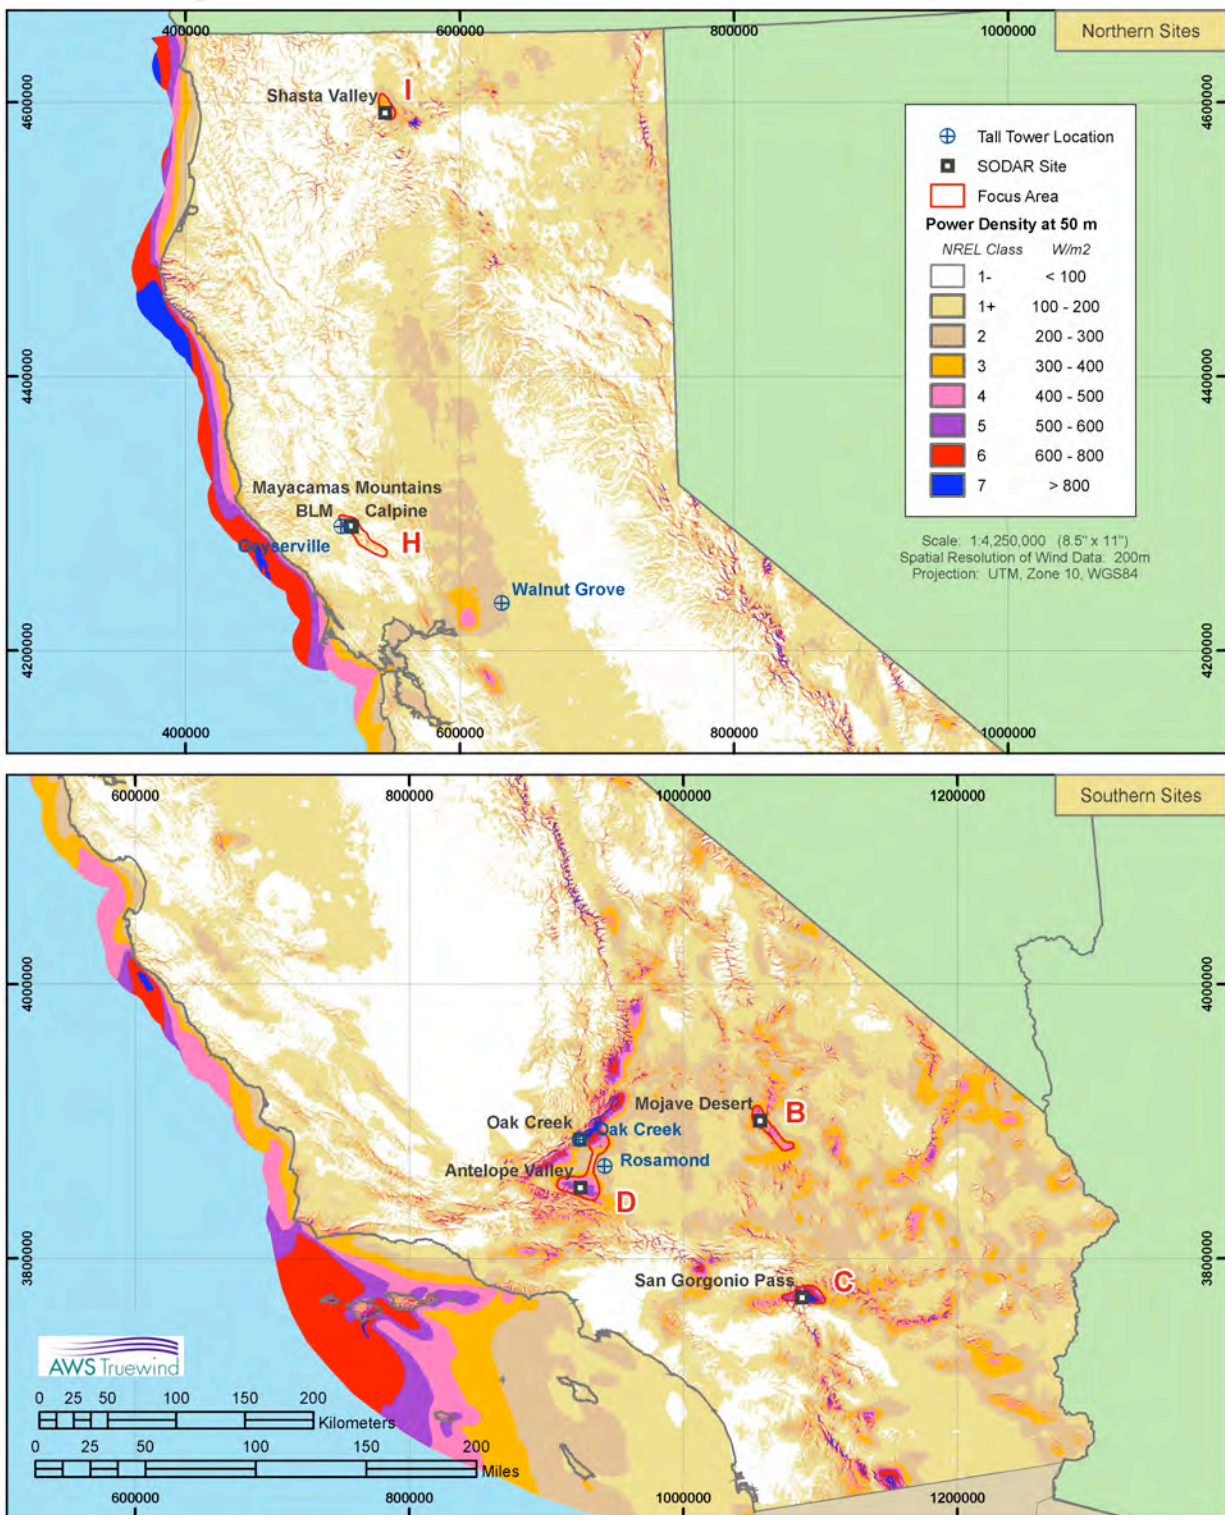 400000 600000 800000 1000000
Northern Sites
4600000
4600000
Shasta Valley
I
Tall Tower Location
SODAR Site
Focus Area
Power Density at 50 m
NREL Class W/m2
1- < 100
1+ 100 - 200
2 200 - 300
3 300 - 400
4 400 - 500
5 500 - 600
6 600 - 800
7 > 800
4400000
4400000
Mayacamas Mountains
BLM Calpine
Geyserville
H
Scale: 1:4,250,000 (8.5" x 11")
Spatial Resolution of Wind Data: 200m
Projection: UTM, Zone 10, WGS84
Walnut Grove
4200000
4200000
400000 600000 800000 1000000
600000 800000 1000000 1200000
Southern Sites
4000000
4000000
Mojave Desert
B
Oak Creek
Oak Creek
Antelope Valley
Rosamond
D
3800000
3800000
San Gorgonio Pass
C
AWS Truewind
0 25 50 100 150 200
Kilometers
0 25 50 100 150 200
Miles
600000 800000 1000000 1200000